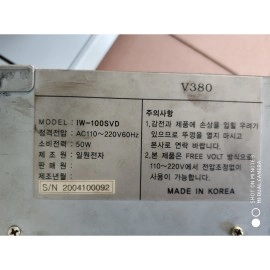 V380
MODEL: IW-100SVD
정격전압 : AC110~220V60Hz
소비전력 : 50W
제 조 원 : 일원전자
판 매 원 :
제조년월 :
S/N 2004100092
주의사항
1.감전과 제품에 손상을 입힐 우려가
있으므로 뚜껑을 열지 마시고
본사로 연락 바랍니다.
2.본 제품은 FREE VOLT 방식으로
110~220V에서 전압조정없이
사용이 가능합니다.
MADE IN KOREA